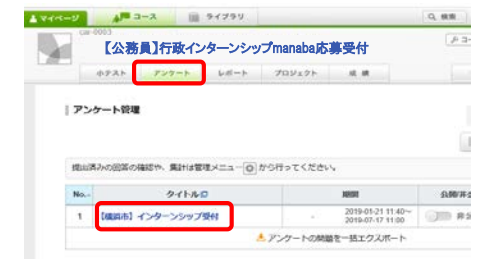 マイページ コース ライブラリ 検索
car-0003
【公務員】行政インターンシップmanaba応募受付
小テスト アンケート レポート プロジェクト 成績
アンケート管理
提出済みの回答の確認や、集計は管理メニュー から行ってください。
No. タイトル 期間
1 【横浜市】インターンシップ受付 - 2019-01-21 11:40～
2019-07-17 11:00
アンケートの問題を一括エクスポート